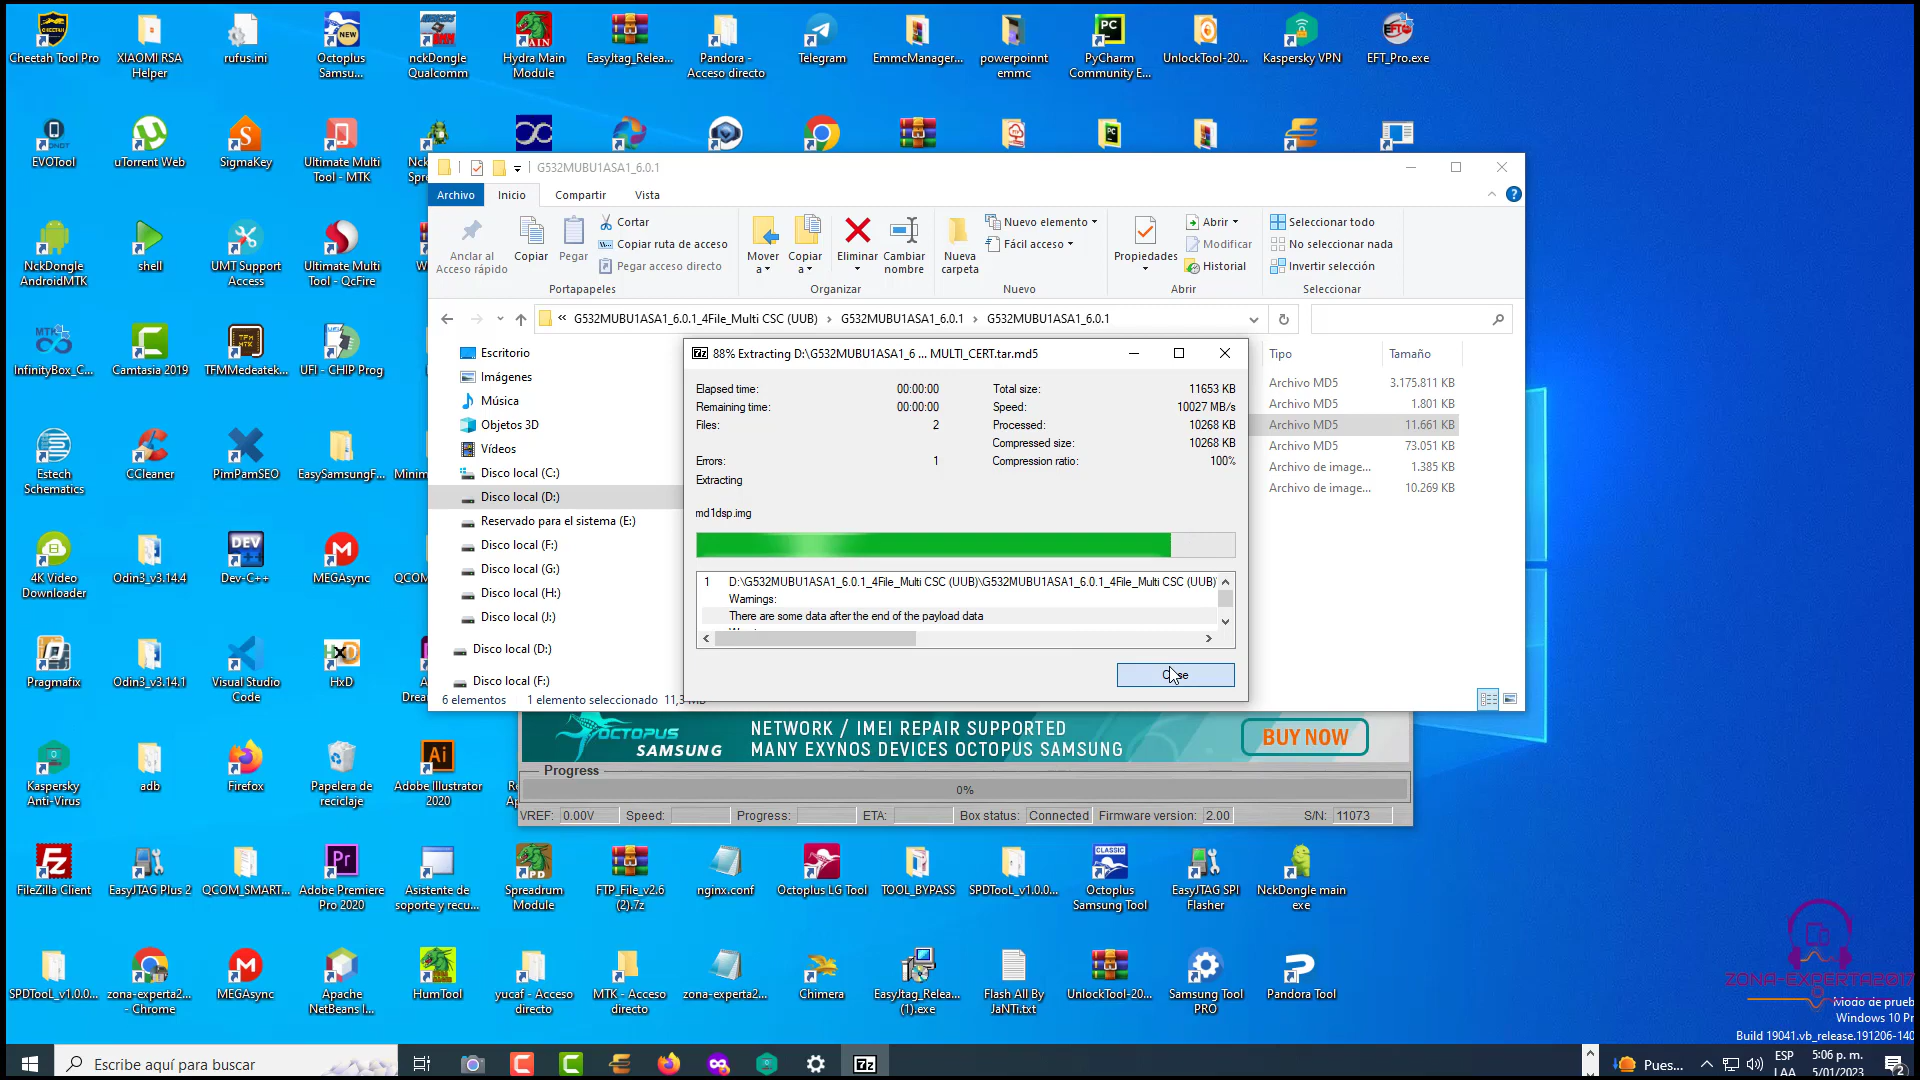 Cheetah Tool Pro
XIAOMI RSA
Helper
rufus.ini
Octoplus
Samsu...
nckDongle
Qualcomm
Hydra Main
Module
EasyJtag_Relea...
Pandora -
Acceso directo
Telegram
EmmcManager...
powerpoinnt
emmc
PyCharm
Community E...
UnlockTool-20...
Kaspersky VPN
EFT_Pro.exe
EVOTool
uTorrent Web
SigmaKey
Ultimate Multi
Tool - MTK
G532MUBU1ASA1_6.0.1
Archivo
Inicio
Compartir
Vista
Anclar al
Acceso rápido
Copiar
Pegar
Cortar
Copiar ruta de acceso
Pegar acceso directo
Portapapeles
Mover
a
Copiar
a
Eliminar
Cambiar
nombre
Organizar
Nueva
carpeta
Nuevo elemento
Fácil acceso
Nuevo
Propiedades
Abrir
Modificar
Historial
Abrir
Seleccionar todo
No seleccionar nada
Invertir selección
Seleccionar
NckDongle
AndroidMTK
shell
UMT Support
Access
Ultimate Multi
Tool - QcFire
« G532MUBU1ASA1_6.0.1_4File_Multi CSC (UUB) › G532MUBU1ASA1_6.0.1 › G532MUBU1ASA1_6.0.1
InfinityBox_C...
Camtasia 2019
TFMMedeatek...
UFI - CHIP Prog
Estech
Schematics
CCleaner
PimPamSEO
EasySamsungF...
4K Video
Downloader
Odin3_v3.14.4
Dev-C++
MEGAsync
Pragmafix
Odin3_v3.14.1
Visual Studio
Code
HxD
Kaspersky
Anti-Virus
adb
Firefox
Papelera de
reciclaje
Adobe Illustrator
2020
Escritorio
Imágenes
Música
Objetos 3D
Vídeos
Disco local (C:)
Disco local (D:)
Reservado para el sistema (E:)
Disco local (F:)
Disco local (G:)
Disco local (H:)
Disco local (J:)
Disco local (D:)
Disco local (F:)
6 elementos
1 elemento seleccionado
Tipo
Tamaño
Archivo MD5
3.175.811 KB
Archivo MD5
1.801 KB
Archivo MD5
11.661 KB
Archivo MD5
73.051 KB
Archivo de image...
1.385 KB
Archivo de image...
10.269 KB
7z
88% Extracting D:\G532MUBU1ASA1_6 ... MULTI_CERT.tar.md5
Elapsed time:
00:00:00
Total size:
11653 KB
Remaining time:
00:00:00
Speed:
10027 MB/s
Files:
2
Processed:
10268 KB
Compressed size:
10268 KB
Errors:
1
Compression ratio:
100%
Extracting
md1dsp.img
1
D:\G532MUBU1ASA1_6.0.1_4File_Multi CSC (UUB)\G532MUBU1ASA1_6.0.1_4File_Multi CSC (UUB)
Warnings:
There are some data after the end of the payload data
OCTOPUS
SAMSUNG
NETWORK / IMEI REPAIR SUPPORTED
MANY EXYNOS DEVICES OCTOPUS SAMSUNG
BUY NOW
Progress
0%
VREF:
0.00V
Speed:
Progress:
ETA:
Box status:
Connected
Firmware version:
2.00
S/N:
11073
FileZilla Client
EasyJTAG Plus 2
QCOM_SMART...
Adobe Premiere
Pro 2020
Asistente de
soporte y recu...
Spreadrum
Module
FTP_File_v2.6
(2).7z
nginx.conf
Octoplus LG Tool
TOOL_BYPASS
SPDTooL_v1.0.0...
Octoplus
Samsung Tool
EasyJTAG SPI
Flasher
NckDongle main
exe
SPDTooL_v1.0.0...
zona-experta2...
- Chrome
MEGAsync
Apache
NetBeans I...
HumTool
yucaf - Acceso
directo
MTK - Acceso
directo
zona-experta2...
Chimera
EasyJtag_Relea...
(1).exe
Flash All By
JaNTi.txt
UnlockTool-20...
Samsung Tool
PRO
Pandora Tool
ZONA-EXPERTA2017
Modo de prueb
Windows 10 Pr
Build 19041.vb_release.191206-140
Escribe aquí para buscar
Pues...
ESP
LAA
5:06 p. m.
5/01/2023
2